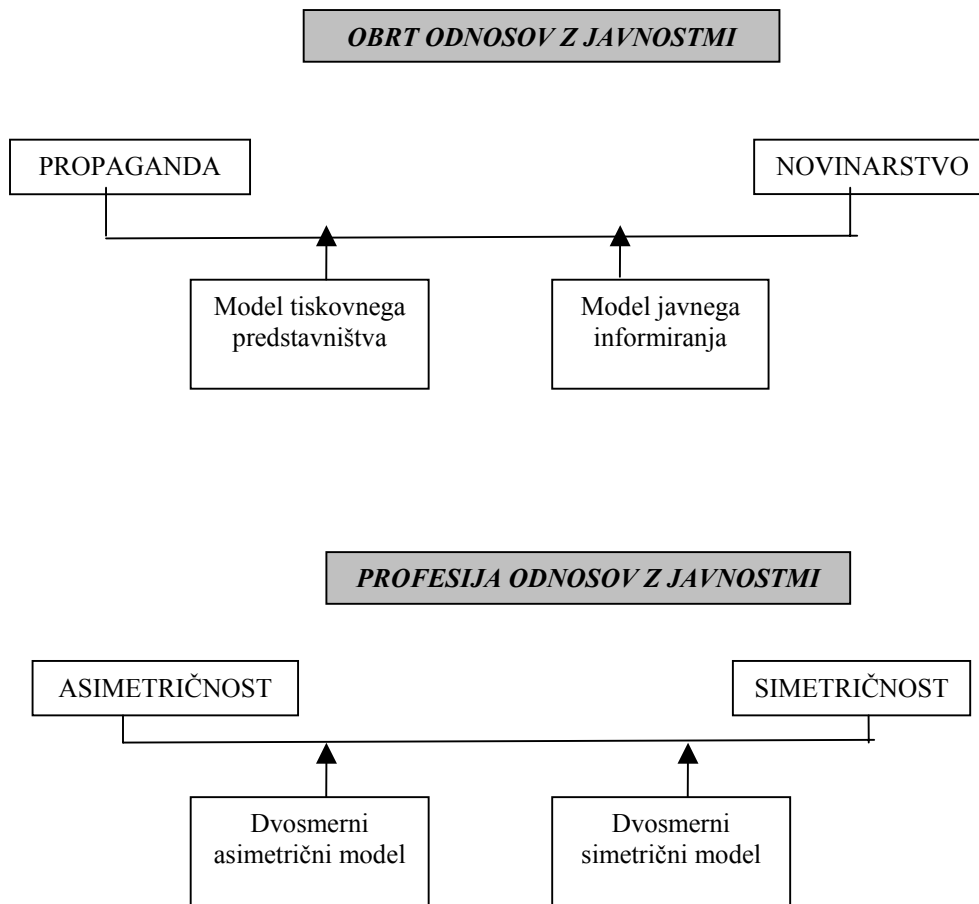 OBRT ODNOSOV Z JAVNOSTMI
PROPAGANDA
NOVINARSTVO
Model tiskovnega
predstavništva
Model javnega
informiranja
PROFESIJA ODNOSOV Z JAVNOSTMI
ASIMETRIČNOST
SIMETRIČNOST
Dvosmerni
asimetrični model
Dvosmerni
simetrični model